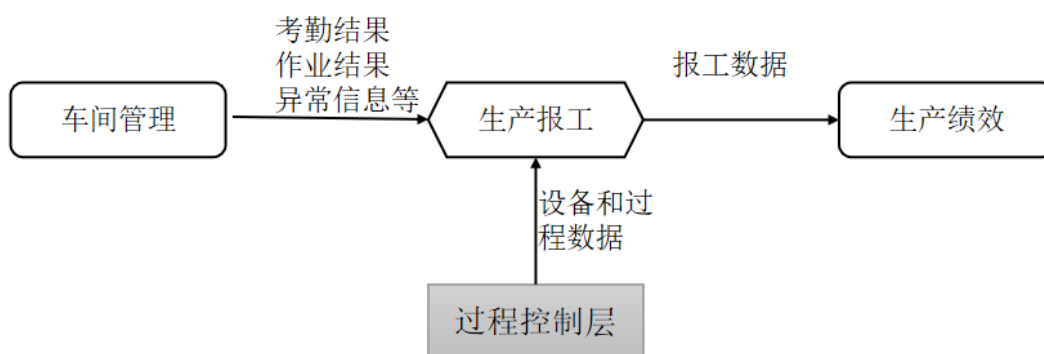 考勤结果
作业结果
异常信息等
报工数据
车间管理
生产报工
生产绩效
设备和过
程数据
过程控制层